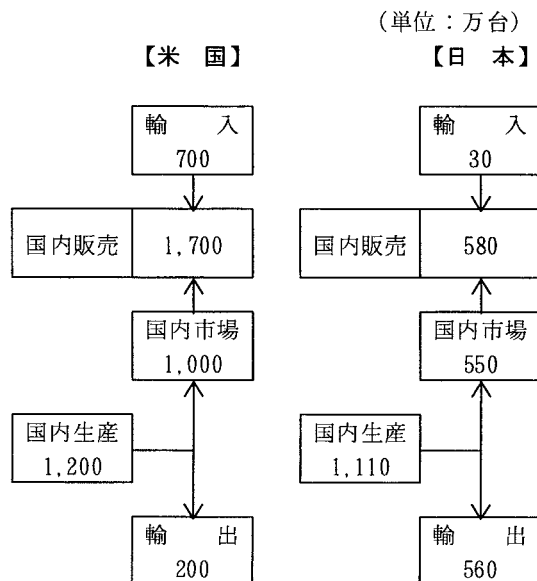 (単位：万台)
【米 国】
輸 入
700
国内販売 1,700
国内市場
1,000
国内生産
1,200
輸 出
200
【日 本】
輸 入
30
国内販売 580
国内市場
550
国内生産
1,110
輸 出
560